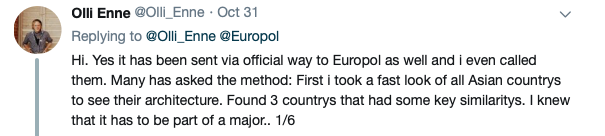 Olli Enne @Olli_Enne · Oct 31
Replying to @Olli_Enne @Europol
Hi. Yes it has been sent via official way to Europol as well and i even called
them. Many has asked the method: First i took a fast look of all Asian countrys
to see their architecture. Found 3 countrys that had some key similaritys. I knew
that it has to be part of a major.. 1/6